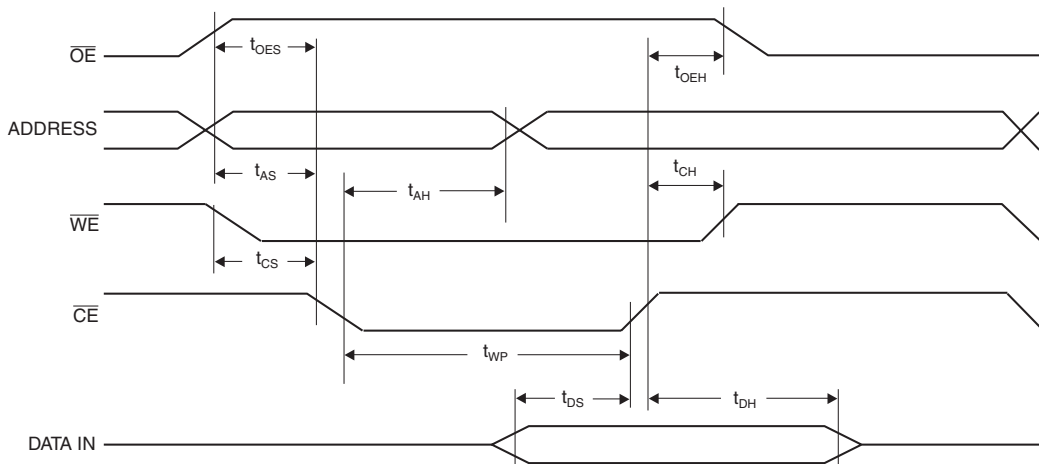 OE
tOES
tOEH
ADDRESS
tAS
tAH
tCH
WE
tCS
CE
tWP
tDS
tDH
DATA IN